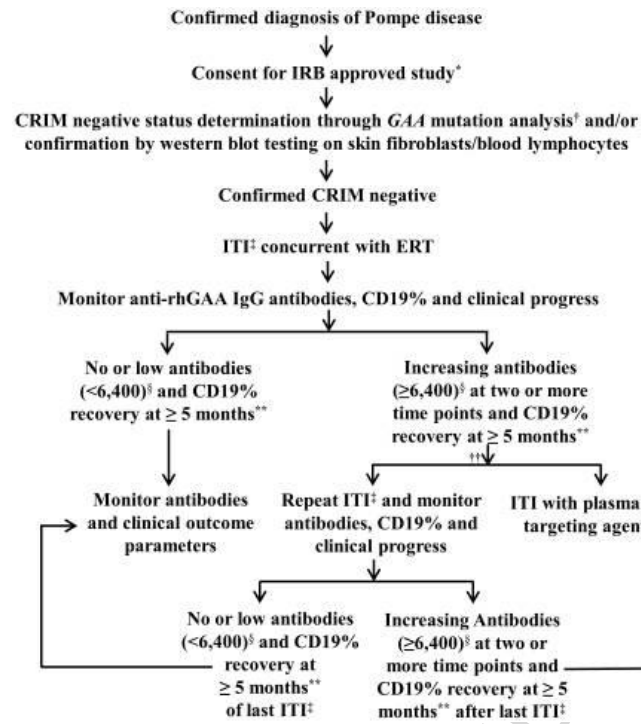 Confirmed diagnosis of Pompe disease
Consent for IRB approved study*
CRIM negative status determination through GAA mutation analysis† and/or
confirmation by western blot testing on skin fibroblasts/blood lymphocytes
Confirmed CRIM negative
ITI‡ concurrent with ERT
Monitor anti-rhGAA IgG antibodies, CD19% and clinical progress
No or low antibodies
(<6,400)§ and CD19%
recovery at ≥ 5 months**
Increasing antibodies
(≥6,400)§ at two or more
time points and CD19%
recovery at ≥ 5 months**
††
Monitor antibodies
and clinical outcome
parameters
Repeat ITI‡ and monitor
antibodies, CD19% and
clinical progress
ITI with plasma
targeting agen
No or low antibodies
(<6,400)§ and CD19%
recovery at
≥ 5 months**
of last ITI‡
Increasing Antibodies
(≥6,400)§ at two or
more time points and
CD19% recovery at ≥ 5
months** after last ITI‡